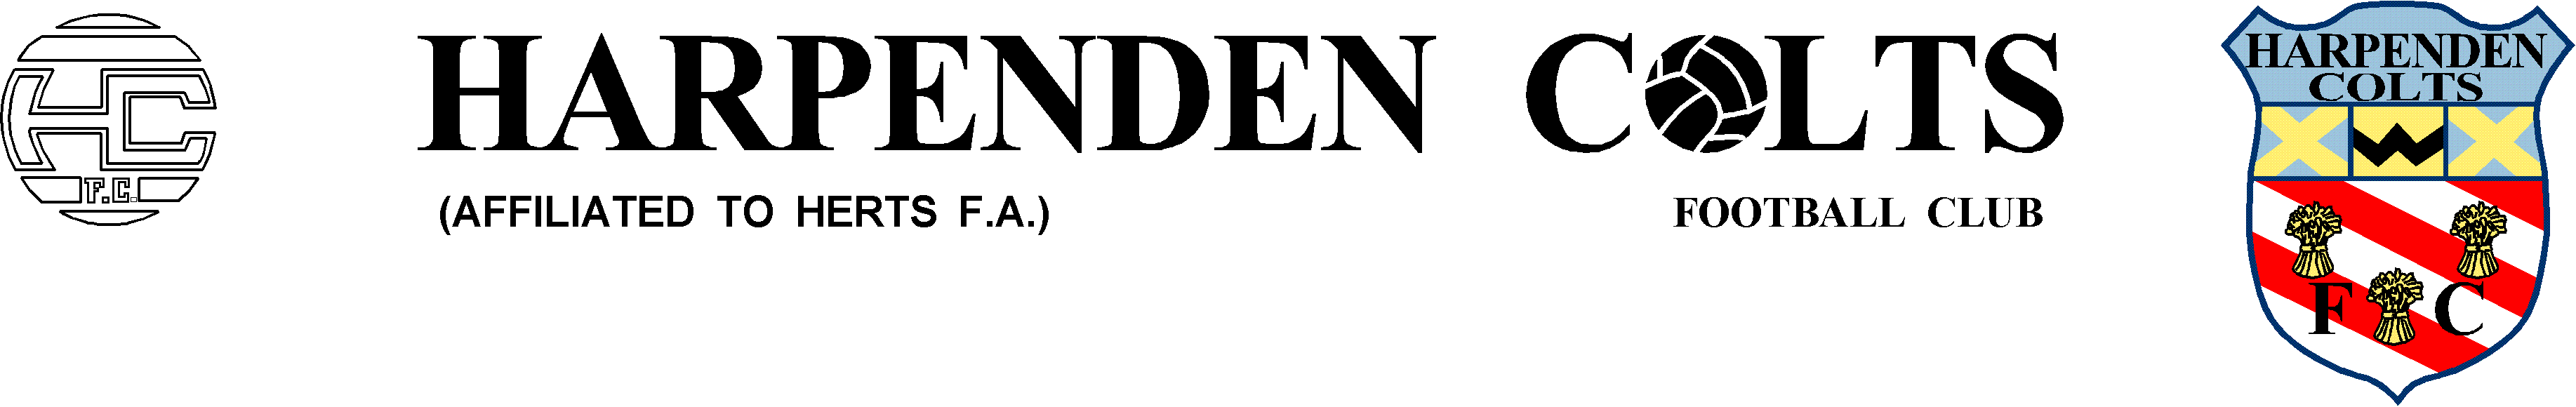 HC
F.C.
HARPENDEN COLTS
(AFFILIATED TO HERTS F.A.)
FOOTBALL CLUB
HARPENDEN
COLTS
F C